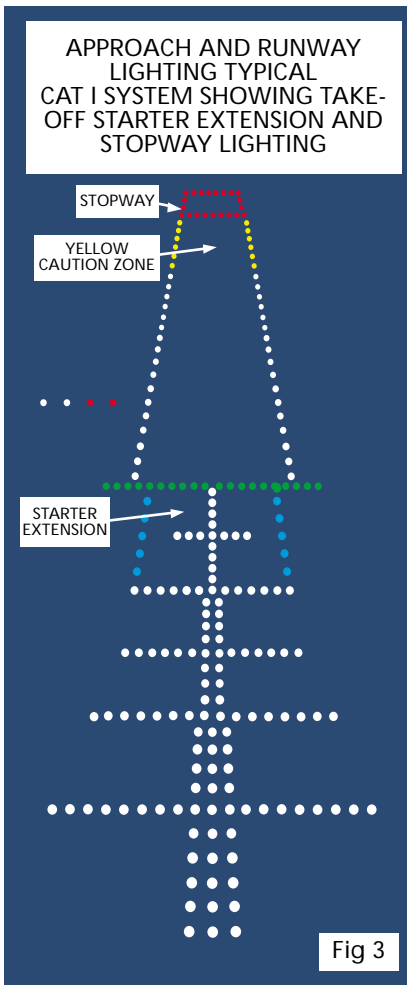 APPROACH AND RUNWAY
LIGHTING TYPICAL
CAT I SYSTEM SHOWING TAKE-
OFF STARTER EXTENSION AND
STOPWAY LIGHTING
STOPWAY
YELLOW
CAUTION ZONE
STARTER
EXTENSION
Fig 3